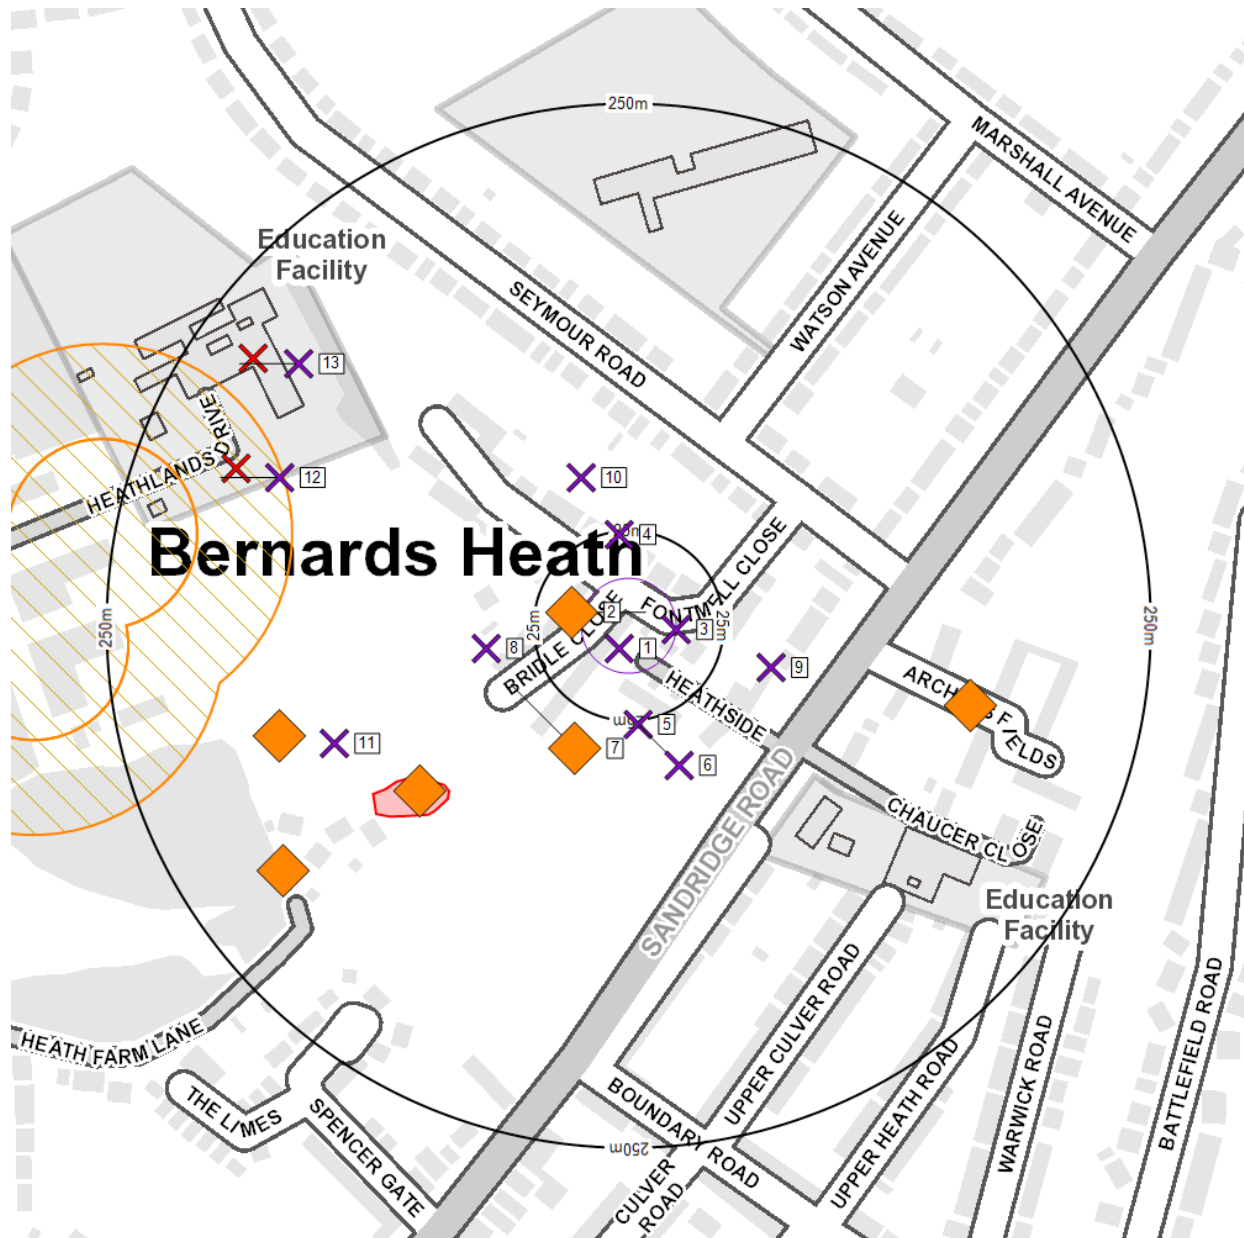 250m
MARSHALL AVENUE
Education
Facility
WATSON AVENUE
SEYMOUR ROAD
13
HEATHLANDS DRIVE
12
10
Bernards Heath
4
FONTMELL CLOSE
2
25m
25m
3
250m
250m
8
1
BRIDLE CLOSE
9
HEATHSIDE
25m
5
ARCHERS FIELDS
11
7
6
SANDRIDGE ROAD
CHAUCER CLOSE
Education
Facility
HEATH FARM LANE
THE LIMES
SPENCER GATE
BOUNDARY ROAD
UPPER CULVER ROAD
UPPER HEATH ROAD
WARWICK ROAD
BATTLEFIELD ROAD
250m
CULVER
ROAD